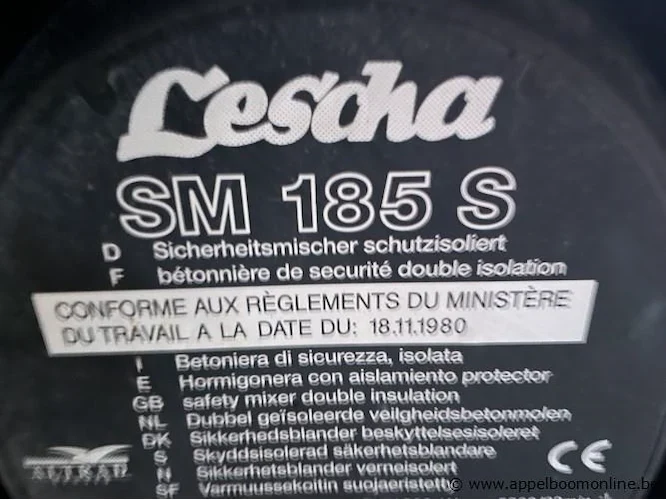 Lescha
SM 185 S
D Sicherheitsmischer schutzisoliert
F bétonnière de securité double isolation
CONFORME AUX RÈGLEMENTS DU MINISTÈRE
DU TRAVAIL A LA DATE DU: 18.11.1980
I Betoniera di sicurezza, isolata
E Hormigonera con aislamiento protector
GB safety mixer double insulation
NL Dubbel geïsoleerde veiligheidsbetonmolen
DK Sikkerhedsblander beskyttelsesisoleret
S Skyddsisolerad säkerhetsblandare
N Sikkerhetsblander verneisolert
SF Varmuussekoitin suojaeristetty
ALTRAD
CE
© www.appelboomonline.be